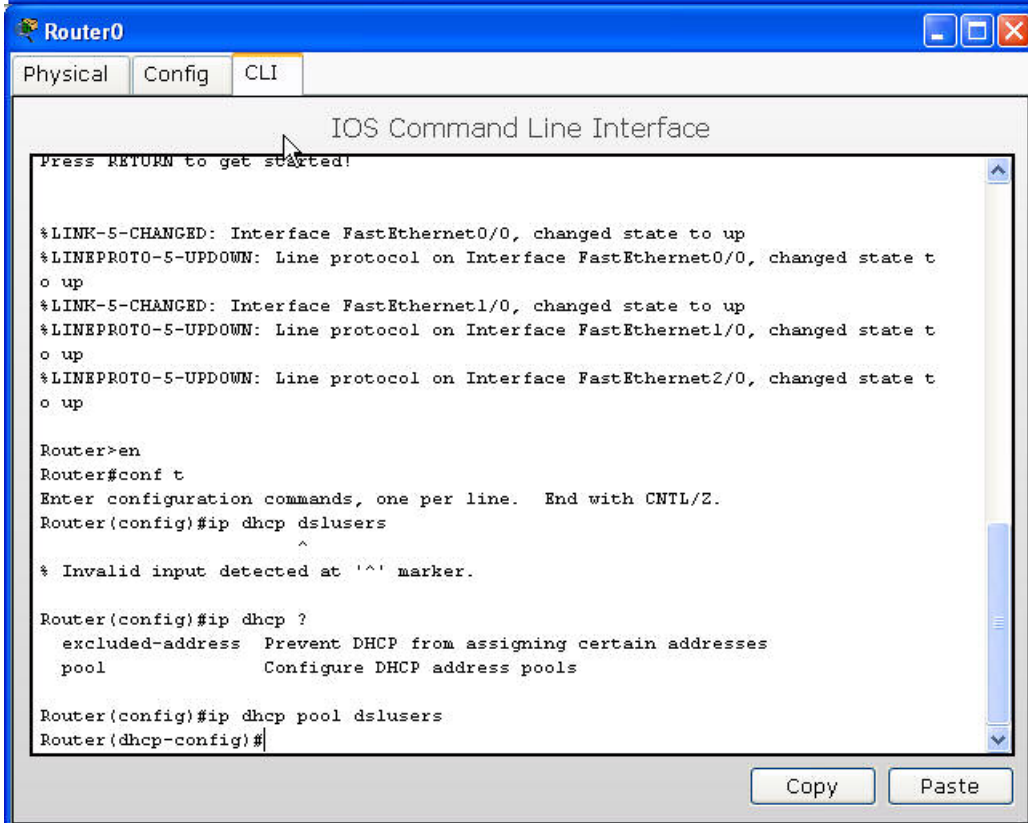 Router0
Physical Config CLI
IOS Command Line Interface
Press RETURN to get started!
%LINK-5-CHANGED: Interface FastEthernet0/0, changed state to up
%LINEPROTO-5-UPDOWN: Line protocol on Interface FastEthernet0/0, changed state t
o up
%LINK-5-CHANGED: Interface FastEthernet1/0, changed state to up
%LINEPROTO-5-UPDOWN: Line protocol on Interface FastEthernet1/0, changed state t
o up
%LINEPROTO-5-UPDOWN: Line protocol on Interface FastEthernet2/0, changed state t
o up
Router>en
Router#conf t
Enter configuration commands, one per line.  End with CNTL/Z.
Router(config)#ip dhcp dslusers
^
% Invalid input detected at '^' marker.
Router(config)#ip dhcp ?
excluded-address  Prevent DHCP from assigning certain addresses
pool              Configure DHCP address pools
Router(config)#ip dhcp pool dslusers
Router(dhcp-config)#
Copy Paste